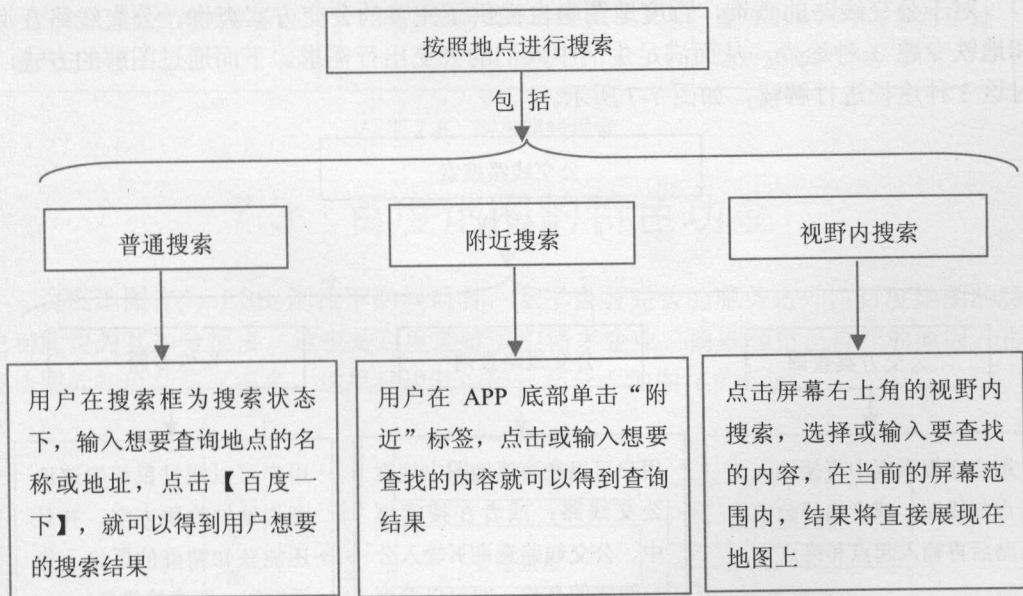 按照地点进行搜索
包 括
普通搜索
附近搜索
视野内搜索
用户在搜索框为搜索状态
下，输入想要查询地点的名
称或地址，点击【百度一
下】，就可以得到用户想要
的搜索结果
用户在 APP 底部单击“附
近”标签，点击或输入想要
查找的内容就可以得到查询
结果
点击屏幕右上角的视野内
搜索，选择或输入要查找
的内容，在当前的屏幕范
围内，结果将直接展现在
地图上